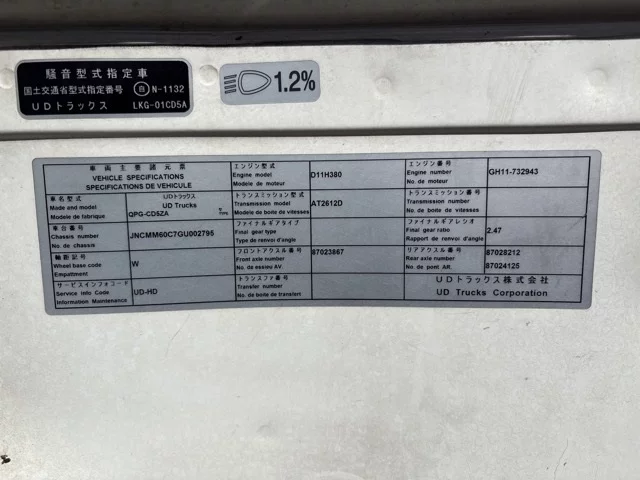 騒音型式指定車
国土交通省型式指定番号 自 N-1132
UDトラックス LKG-01CD5A
1.2%
車両主要諸元票
VEHICLE SPECIFICATIONS
SPECIFICATIONS DE VEHICULE
エンジン型式
Engine model
Modele de moteur
D11H380
エンジン番号
Engine number
No. de moteur
GH11-732943
車名型式
Made and model
Modele de fabrique
UDトラックス
UD Trucks
QPG-CD5ZA
トランスミッション型式
Transmission model
Modele de boite de vitesses
AT2612D
トランスミッション番号
Transmission number
No. de boite de vitesses
車台番号
Chassis number
No. de chassis
JNCMM60C7GU002795
ファイナルギアタイプ
Final gear type
Type de renvoi d'angle
ファイナルギアレシオ
Final gear ratio
Rapport de renvoi d'angle
2.47
軸距記号
Wheel base code
Empattment
W
フロントアクスル番号
Front axle number
No. de essieu AV.
87023867
リアアクスル番号
Rear axle number
No. de pont AR.
87028212
87024125
サービスインフォコード
Service Info Code
Information Maintenance
UD-HD
トランスファ番号
Transfer number
No. de boite de transfert
UDトラックス株式会社
UD Trucks Corporation